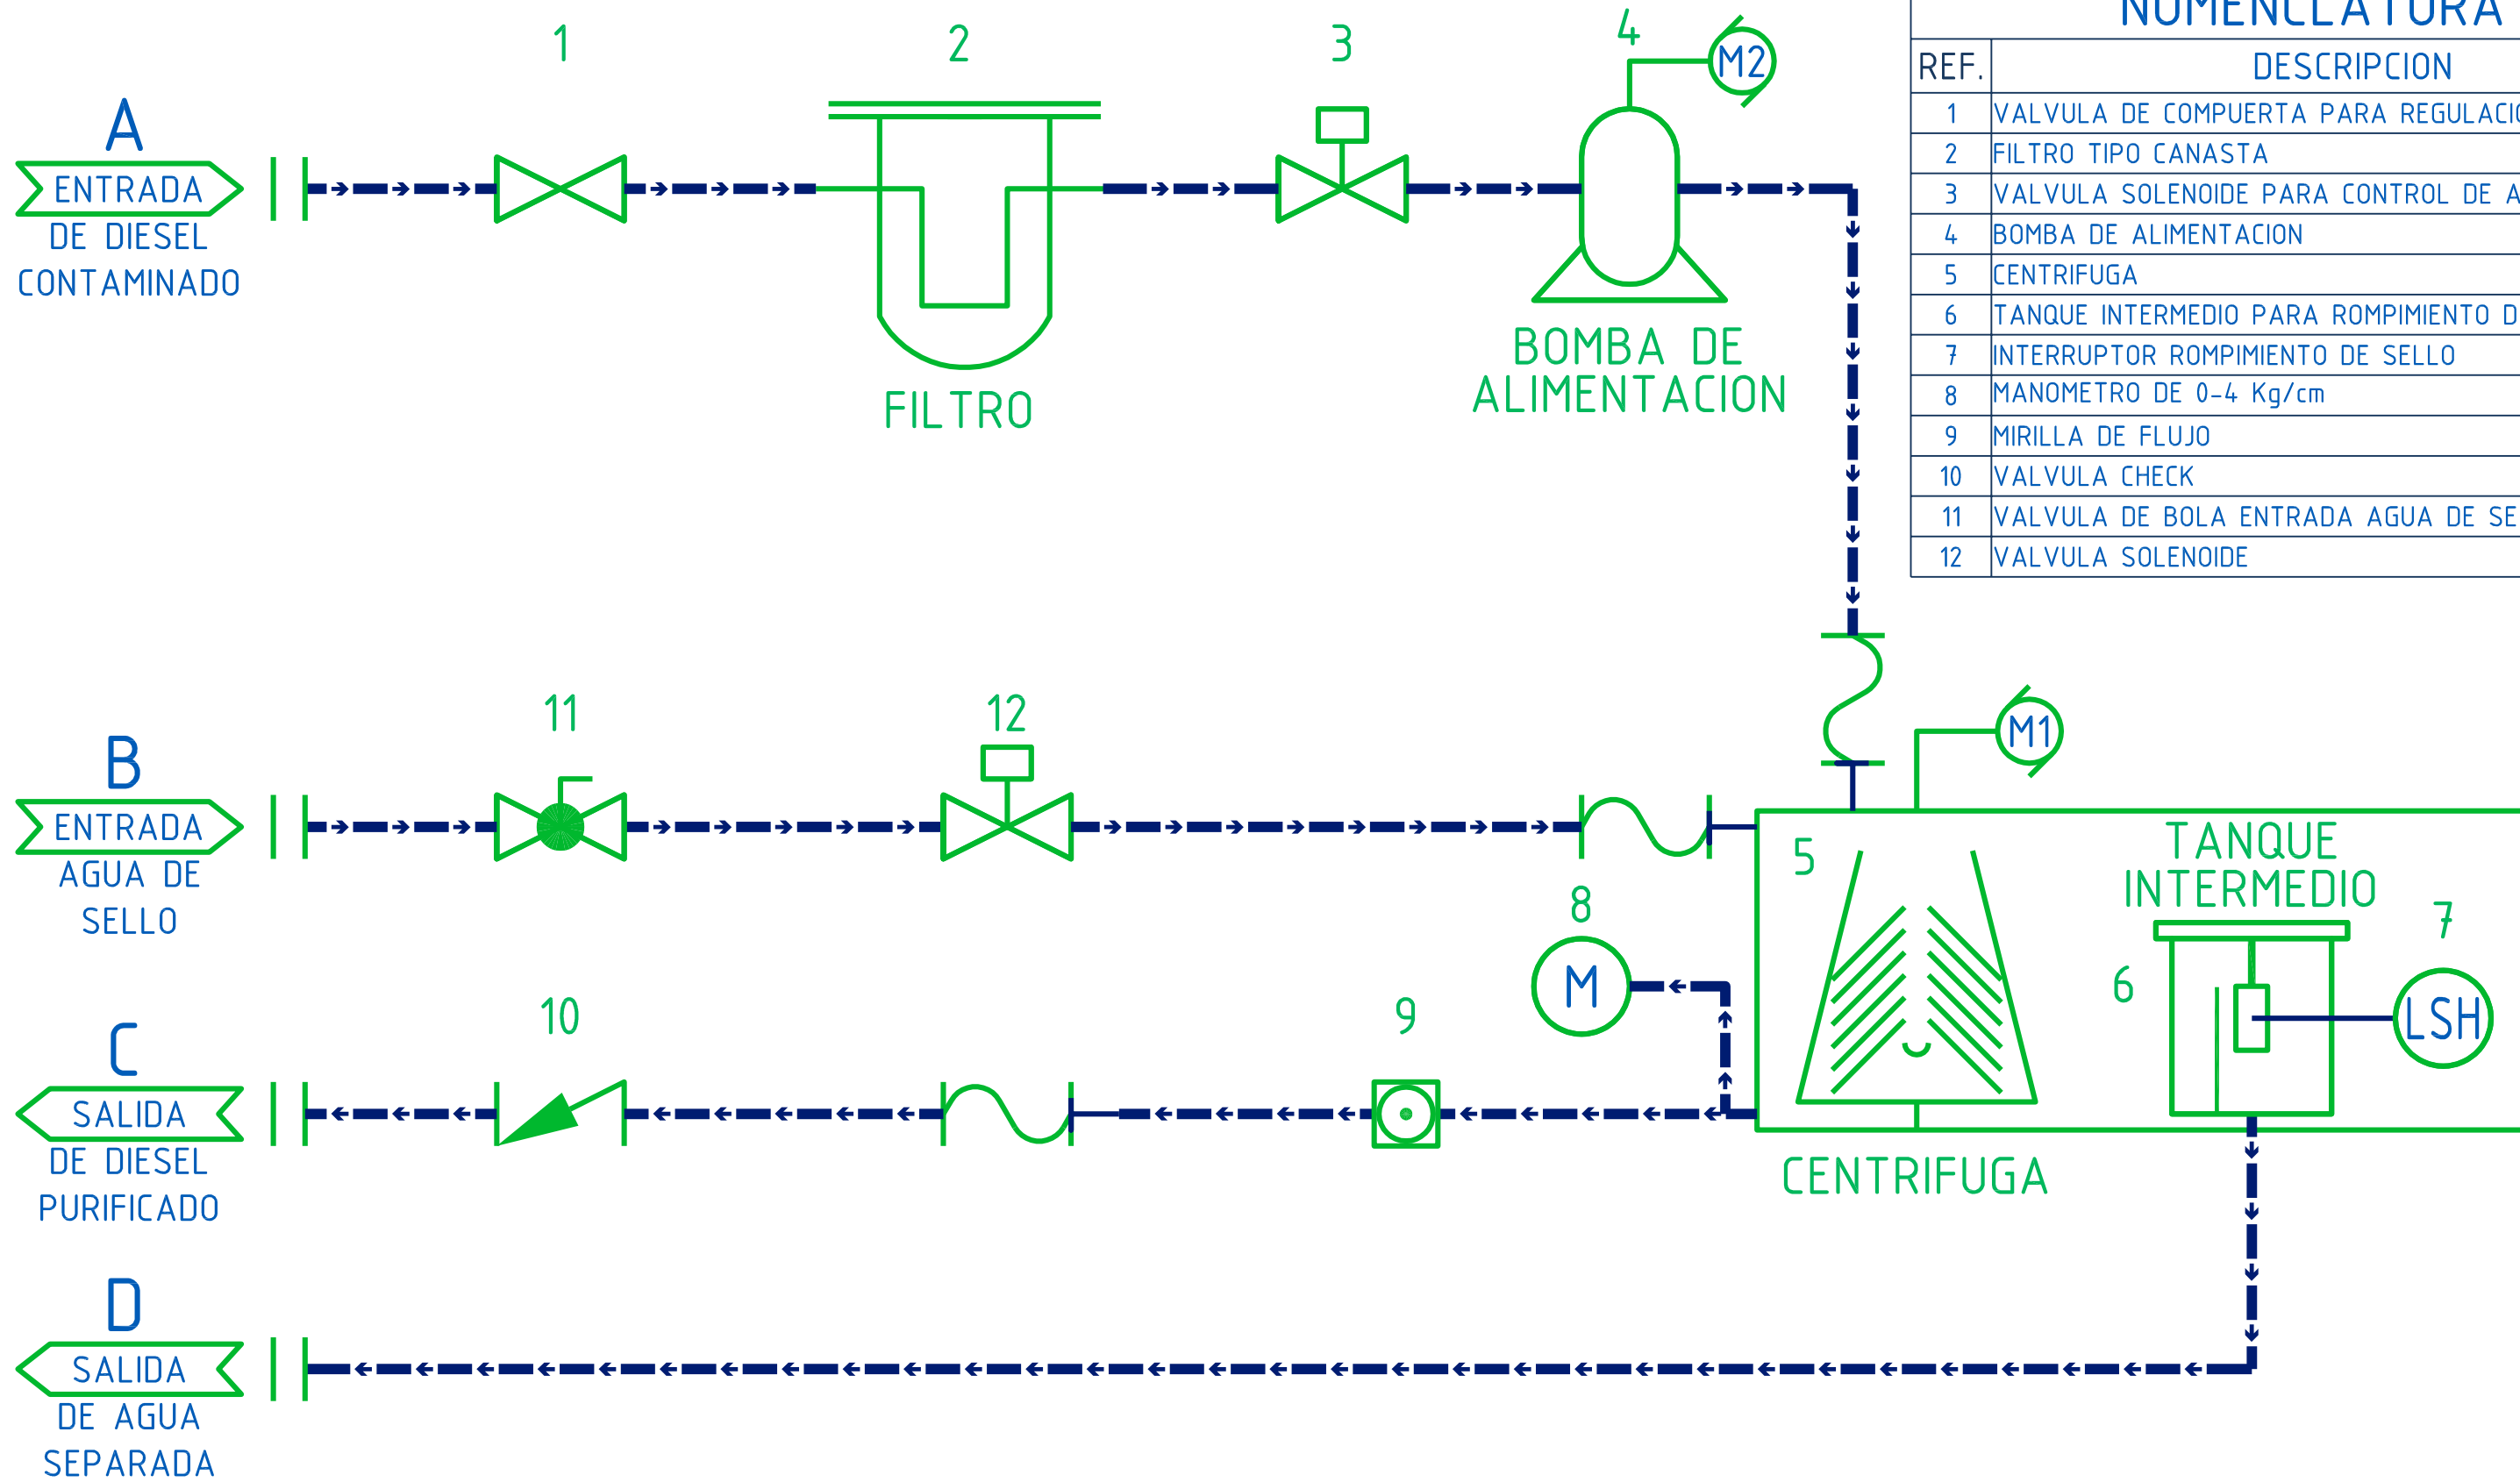 1
2
3
4
M2
A
ENTRADA
DE DIESEL
CONTAMINADO
FILTRO
BOMBA DE
ALIMENTACION
NOMENCLATURA
REF. DESCRIPCION
1 VALVULA DE COMPUERTA PARA
2 FILTRO TIPO CANASTA
3 VALVULA SOLENOIDE PARA CONTROL DE
4 BOMBA DE ALIMENTACION
5 CENTRIFUGA
6 TANQUE INTERMEDIO PARA ROMPIMIENTO
7 INTERRUPTOR ROMPIMIENTO DE SELLO
8 MANOMETRO DE 0-4 Kg/cm
9 MIRILLA DE FLUJO
10 VALVULA CHECK
11 VALVULA DE BOLA ENTRADA AGUA DE
12 VALVULA SOLENOIDE
11
12
M1
B
ENTRADA
AGUA DE
SELLO
5
TANQUE
INTERMEDIO
8
M
6
7
LSH
C
SALIDA
DE DIESEL
PURIFICADO
10
9
CENTRIFUGA
D
SALIDA
DE AGUA
SEPARADA